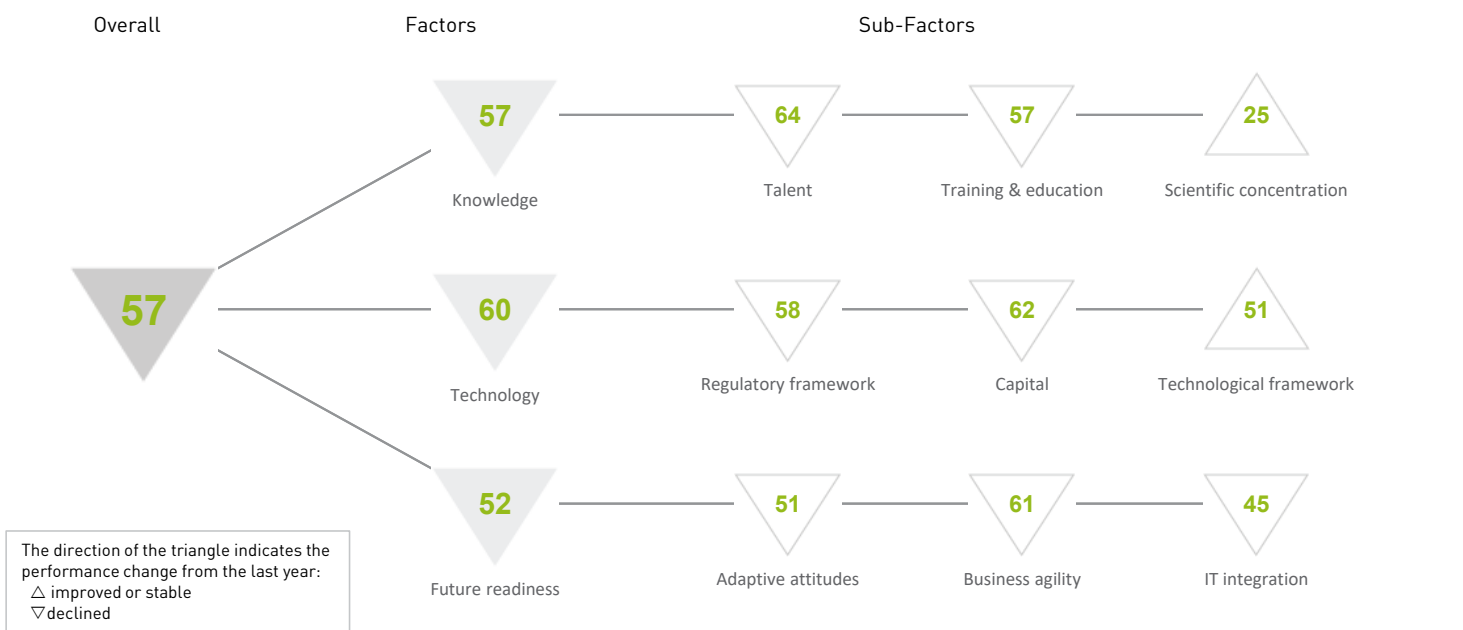 Overall
Factors
Sub-Factors
57
64
57
25
Knowledge
Talent
Training & education
Scientific concentration
57
60
58
62
51
Technology
Regulatory framework
Capital
Technological framework
52
51
61
45
Future readiness
Adaptive attitudes
Business agility
IT integration
The direction of the triangle indicates the
performance change from the last year:
△ improved or stable
▽ declined